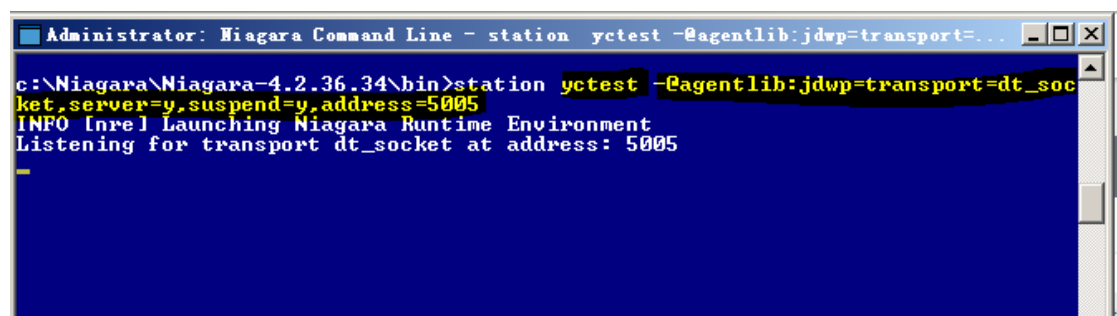 Administrator: Niagara Command Line - station  yctest -@agentlib:jdwp=transport=...
c:\Niagara\Niagara-4.2.36.34\bin>station yctest -@agentlib:jdwp=transport=dt_soc
ket,server=y,suspend=y,address=5005
INFO [nre] Launching Niagara Runtime Environment
Listening for transport dt_socket at address: 5005